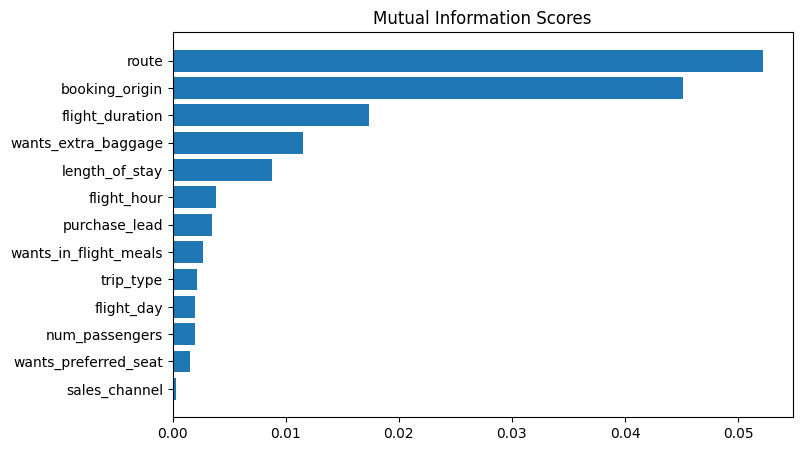 Mutual Information Scores
route
booking_origin
flight_duration
wants_extra_baggage
length_of_stay
flight_hour
purchase_lead
wants_in_flight_meals
trip_type
flight_day
num_passengers
wants_preferred_seat
sales_channel
0.00 0.01 0.02 0.03 0.04 0.05